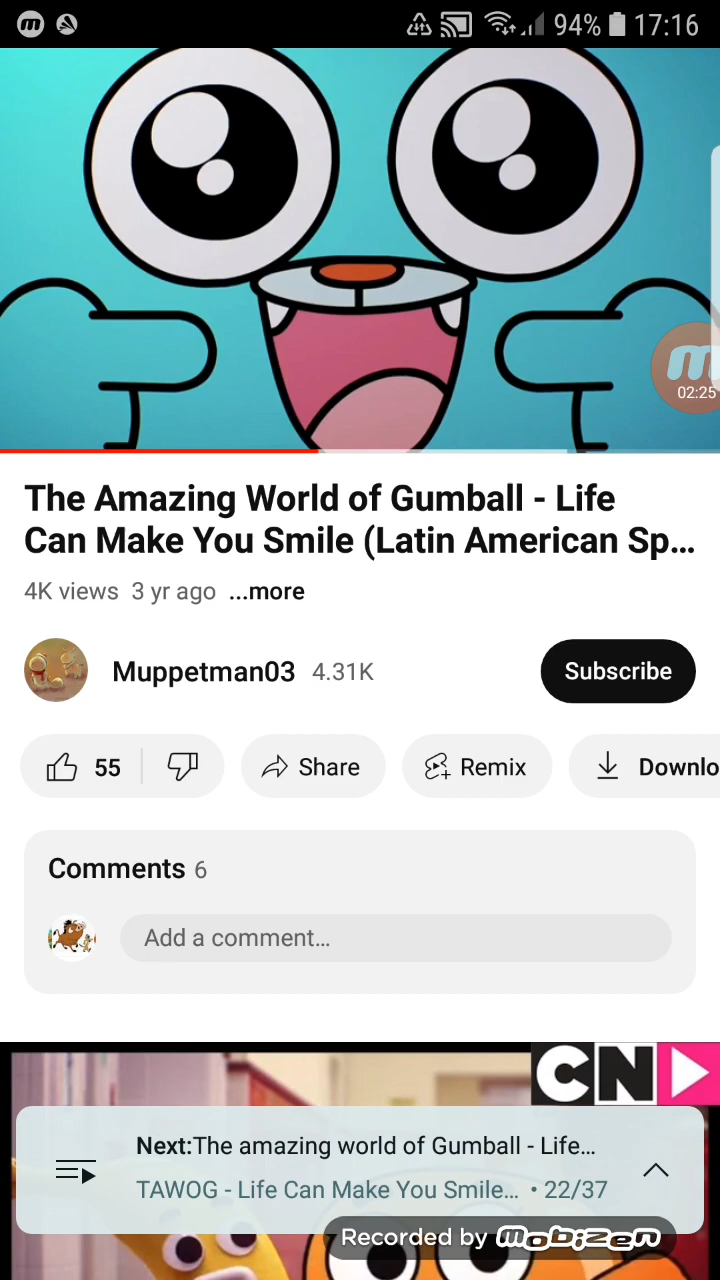 94% 17:16
02:25
The Amazing World of Gumball - Life
Can Make You Smile (Latin American Sp...
4K views 3 yr ago ...more
Muppetman03 4.31K
Subscribe
55
Share
Remix
Downlo
Comments 6
Add a comment...
CN
Next:The amazing world of Gumball - Life...
TAWOG - Life Can Make You Smile... • 22/37
Recorded by mobizen